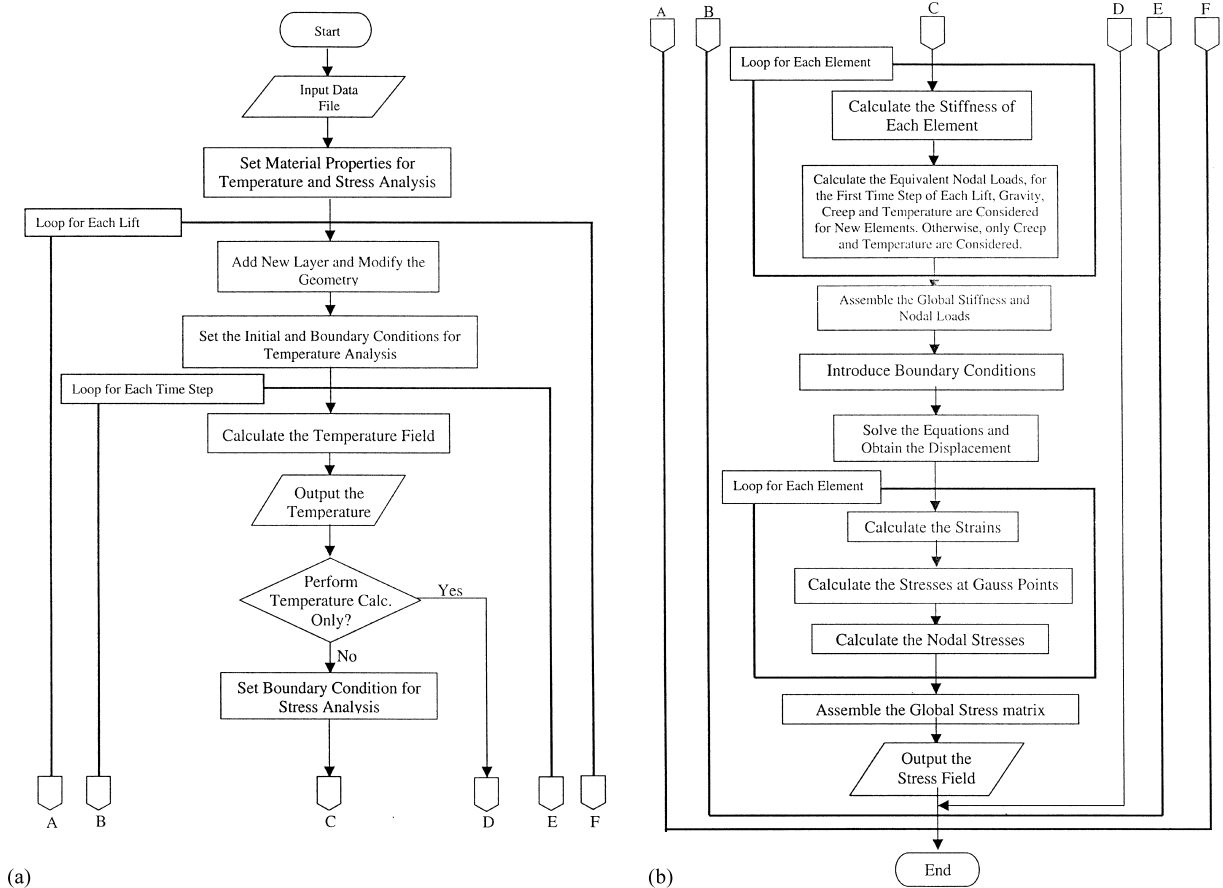 Start
Input Data
File
Set Material Properties for
Temperature and Stress Analysis
Loop for Each Lift
Add New Layer and Modify the
Geometry
Set the Initial and Boundary Conditions for
Temperature Analysis
Loop for Each Time Step
Calculate the Temperature Field
Output the
Temperature
Perform
Temperature Calc.
Only?
Yes
No
Set Boundary Condition for
Stress Analysis
A
B
C
D
E
F
(a)
A
B
C
D
E
F
Loop for Each Element
Calculate the Stiffness of
Each Element
Calculate the Equivalent Nodal Loads, for
the First Time Step of Each Lift, Gravity,
Creep and Temperature are Considered
for New Elements. Otherwise, only Creep
and Temperature are Considered.
Assemble the Global Stiffness and
Nodal Loads
Introduce Boundary Conditions
Solve the Equations and
Obtain the Displacement
Loop for Each Element
Calculate the Strains
Calculate the Stresses at Gauss Points
Calculate the Nodal Stresses
Assemble the Global Stress matrix
Output the
Stress Field
End
(b)